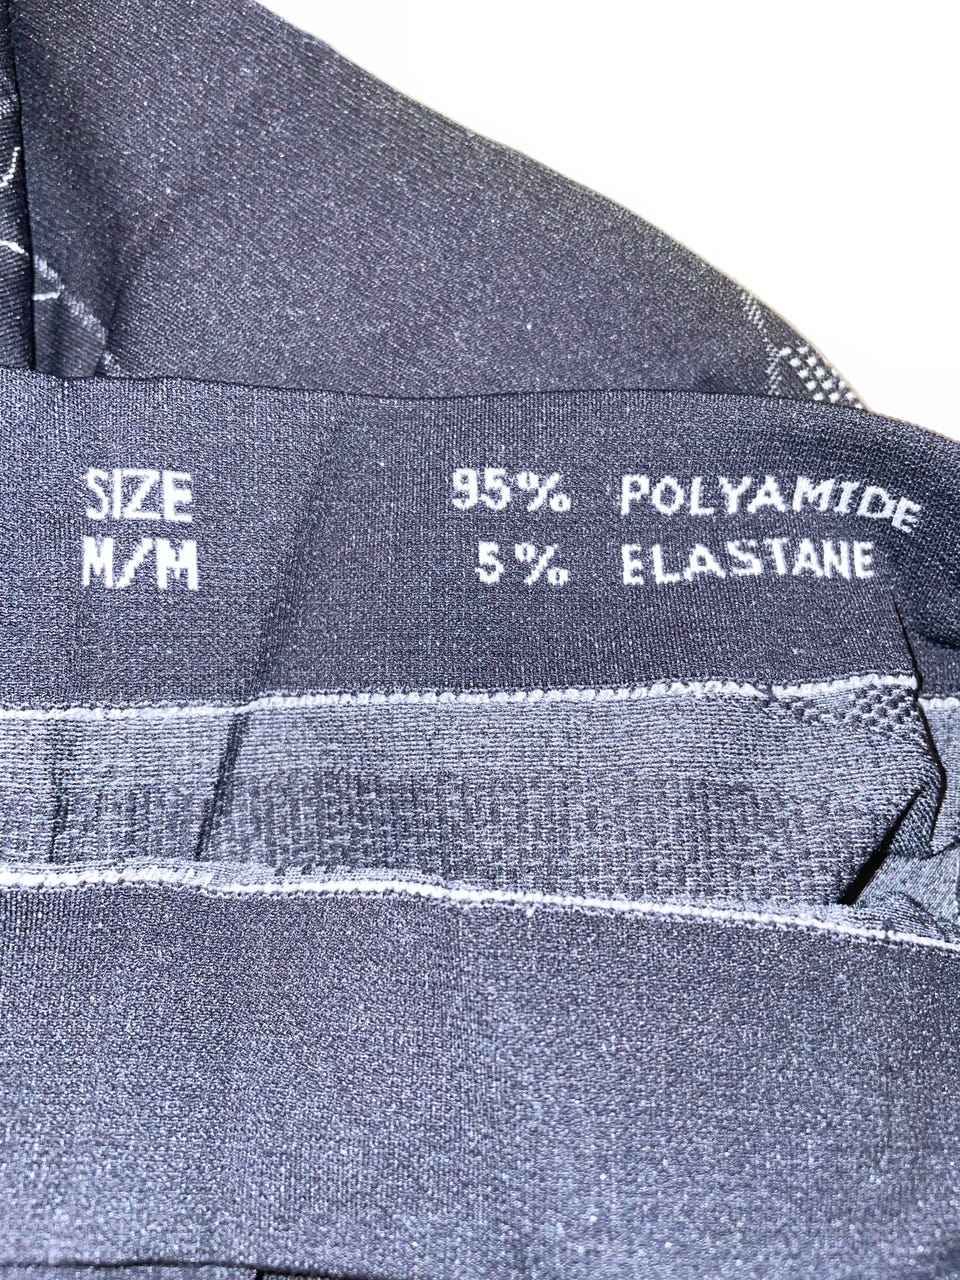 SIZE
M/M
95% POLYAMIDE
5% ELASTANE